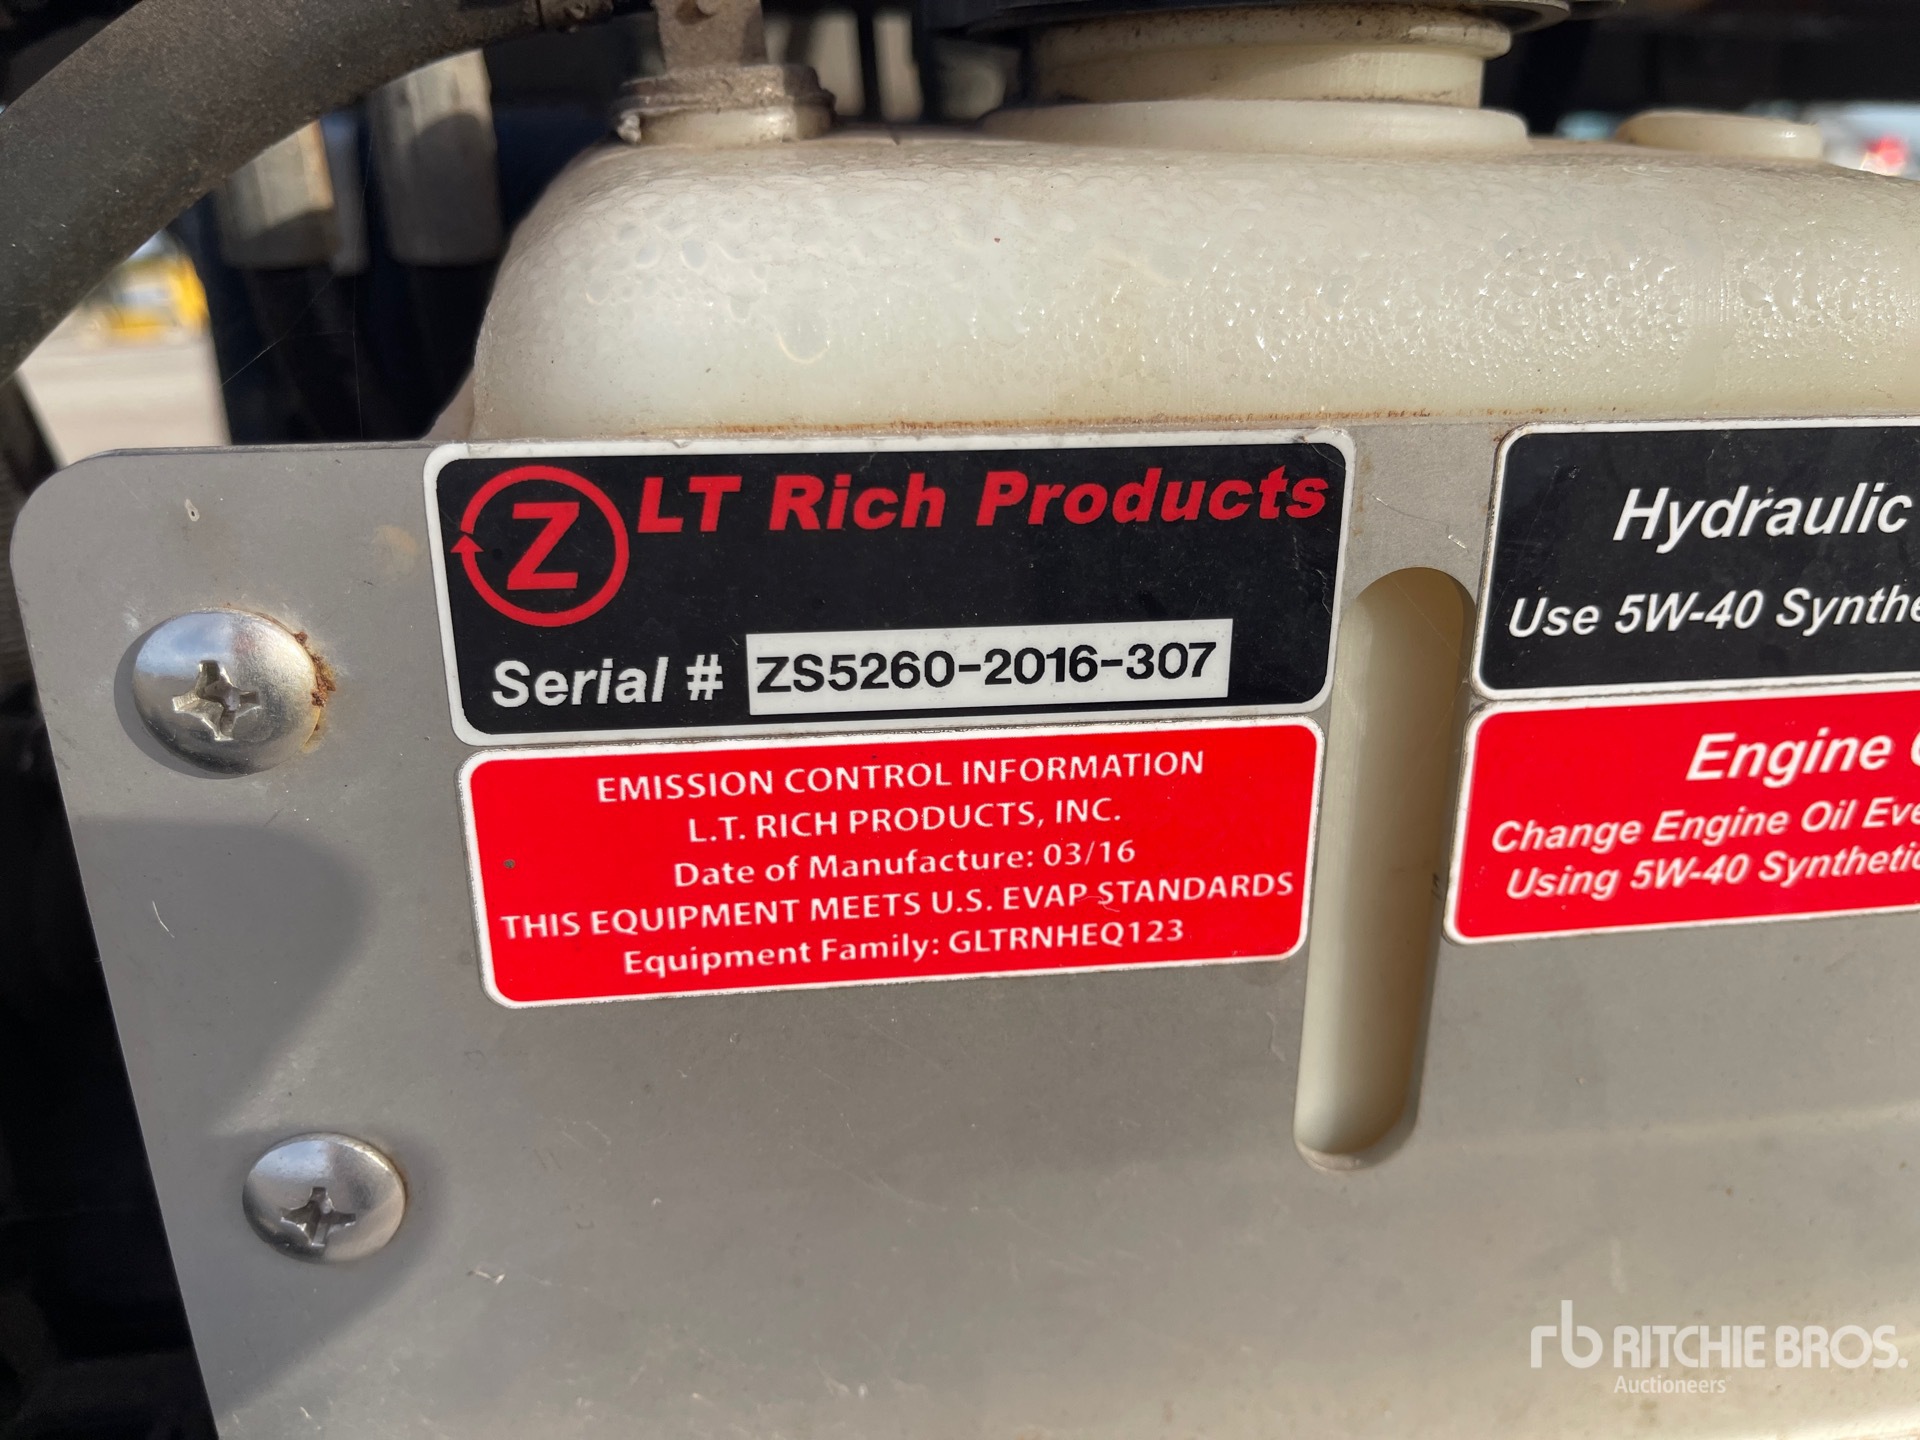 Z LT Rich Products
Serial # ZS5260-2016-307
EMISSION CONTROL INFORMATION
L.T. RICH PRODUCTS, INC.
Date of Manufacture: 03/16
THIS EQUIPMENT MEETS U.S. EVAP STANDARDS
Equipment Family: GLTRNHEQ123
Hydraulic
Use 5W-40 Synthe
Engine
Change Engine Oil Eve
Using 5W-40 Synthetic
rb RITCHIE BROS.
Auctioneers